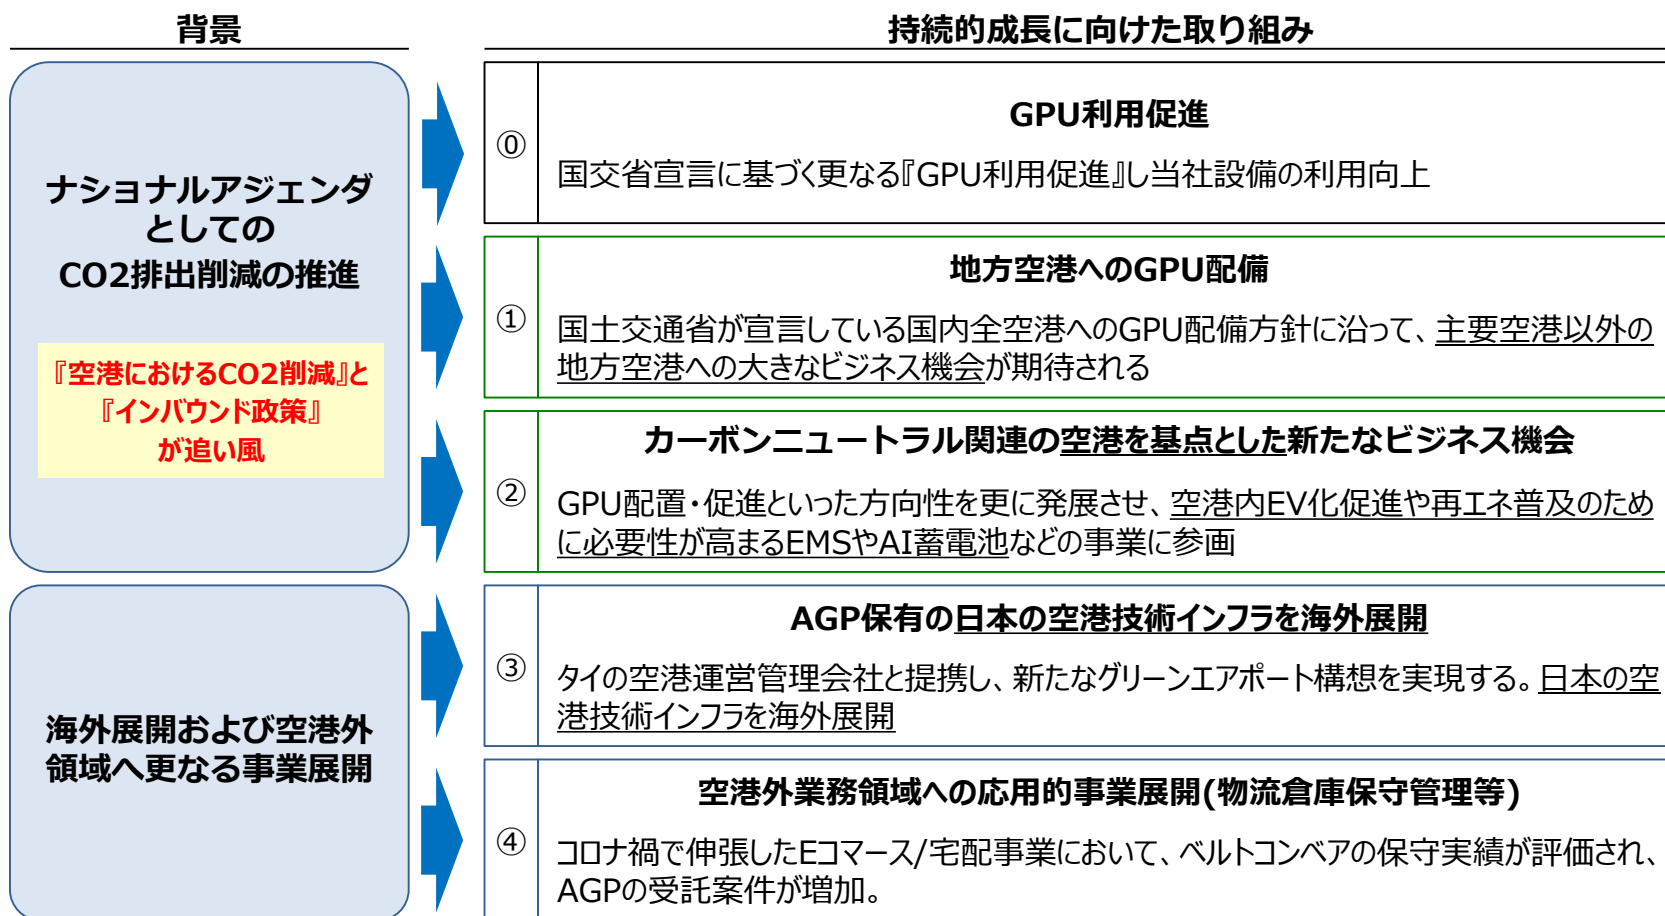 背景
持続的成長に向けた取り組み
ナショナルアジェンダ
としての
CO2排出削減の推進
『空港におけるCO2削減』と
『インバウンド政策』
が追い風
⓪
GPU利用促進
国交省宣言に基づく更なる『GPU利用促進』し当社設備の利用向上
①
地方空港へのGPU配備
国土交通省が宣言している国内全空港へのGPU配備方針に沿って、主要空港以外の
地方空港への大きなビジネス機会が期待される
②
カーボンニュートラル関連の空港を基点とした新たなビジネス機会
GPU配置・促進といった方向性を更に発展させ、空港内EV化促進や再エネ普及のため
に必要性が高まるEMSやAI蓄電池などの事業に参画
海外展開および空港外
領域へ更なる事業展開
③
AGP保有の日本の空港技術インフラを海外展開
タイの空港運営管理会社と提携し、新たなグリーンエアポート構想を実現する。日本の空
港技術インフラを海外展開
④
空港外業務領域への応用的事業展開(物流倉庫保守管理等)
コロナ禍で伸張したEコマース/宅配事業において、ベルトコンベアの保守実績が評価され、
AGPの受託案件が増加。